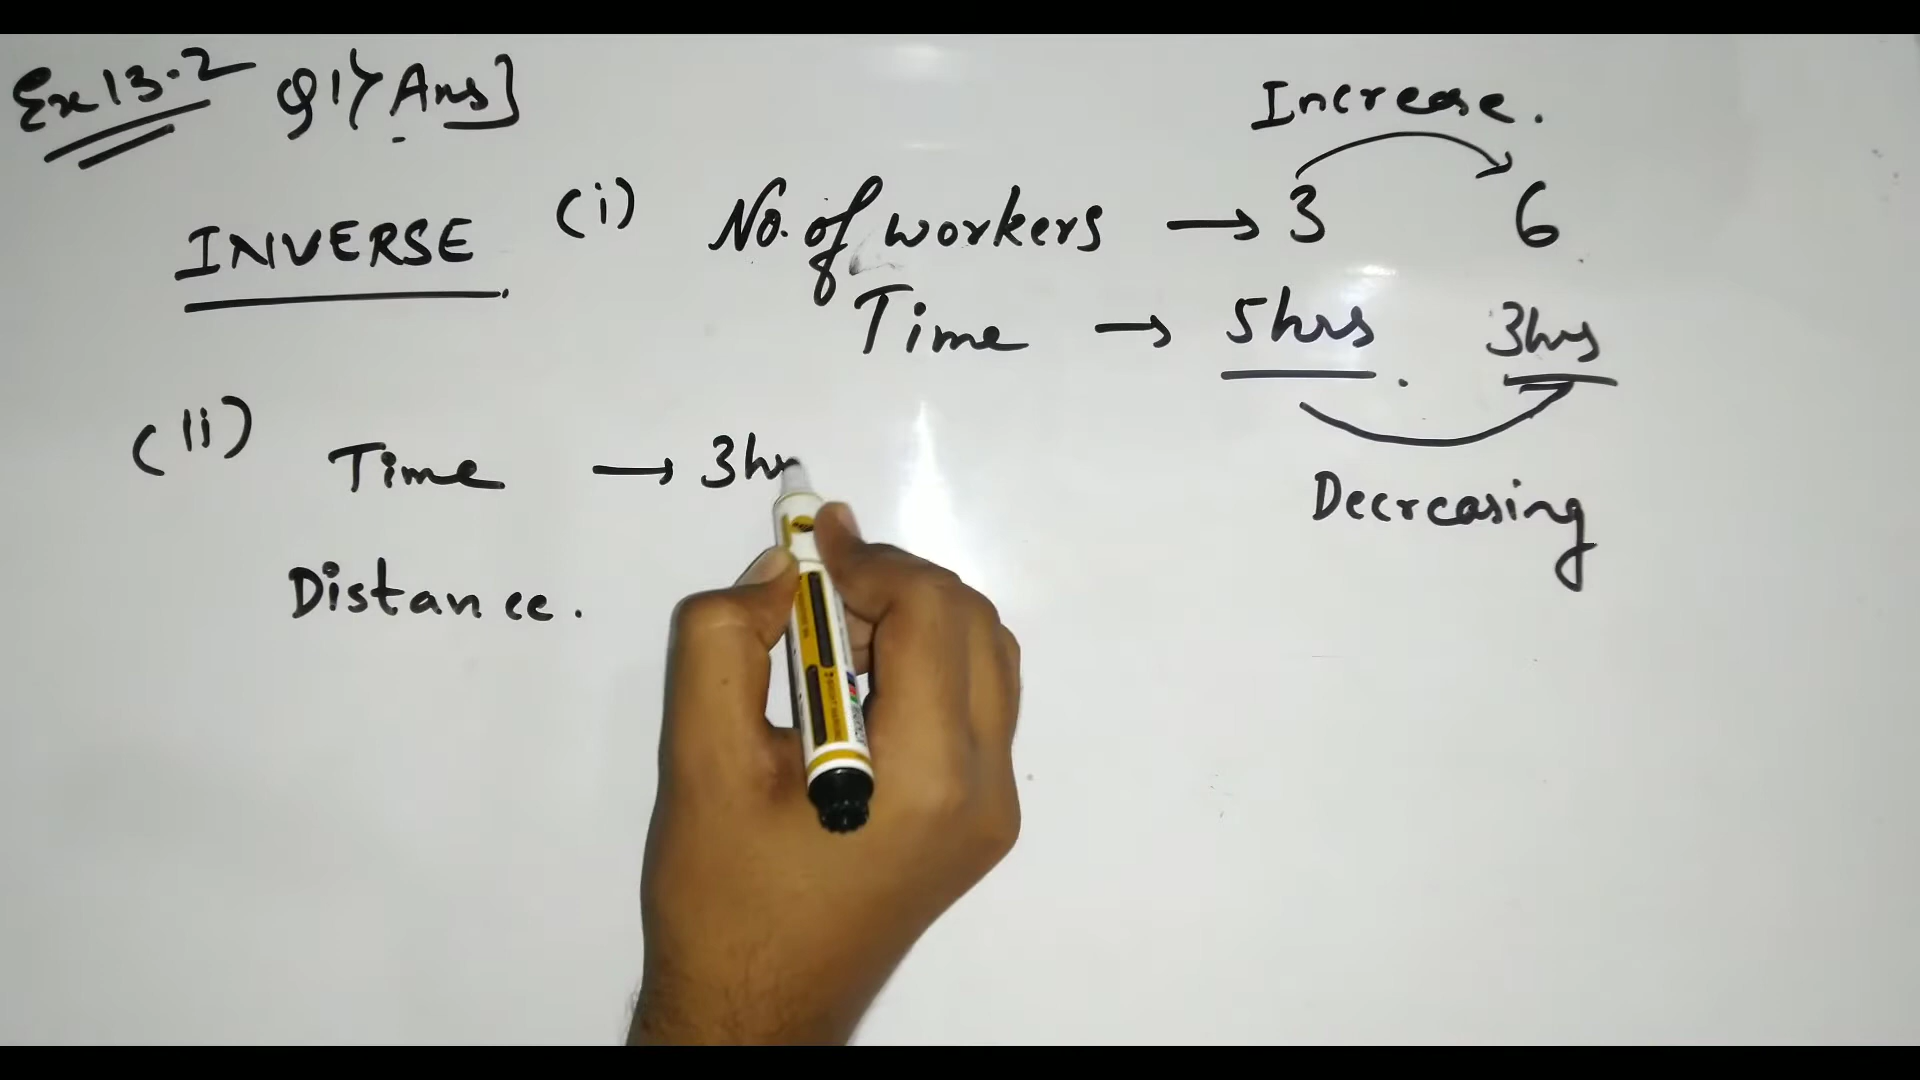 Ex 13.2 Q1) Ans]
Increase.
INVERSE (i) No. of workers → 3 6
Time → 5hrs 3hrs
Decreasing
(ii) Time → 3hr
Distance.